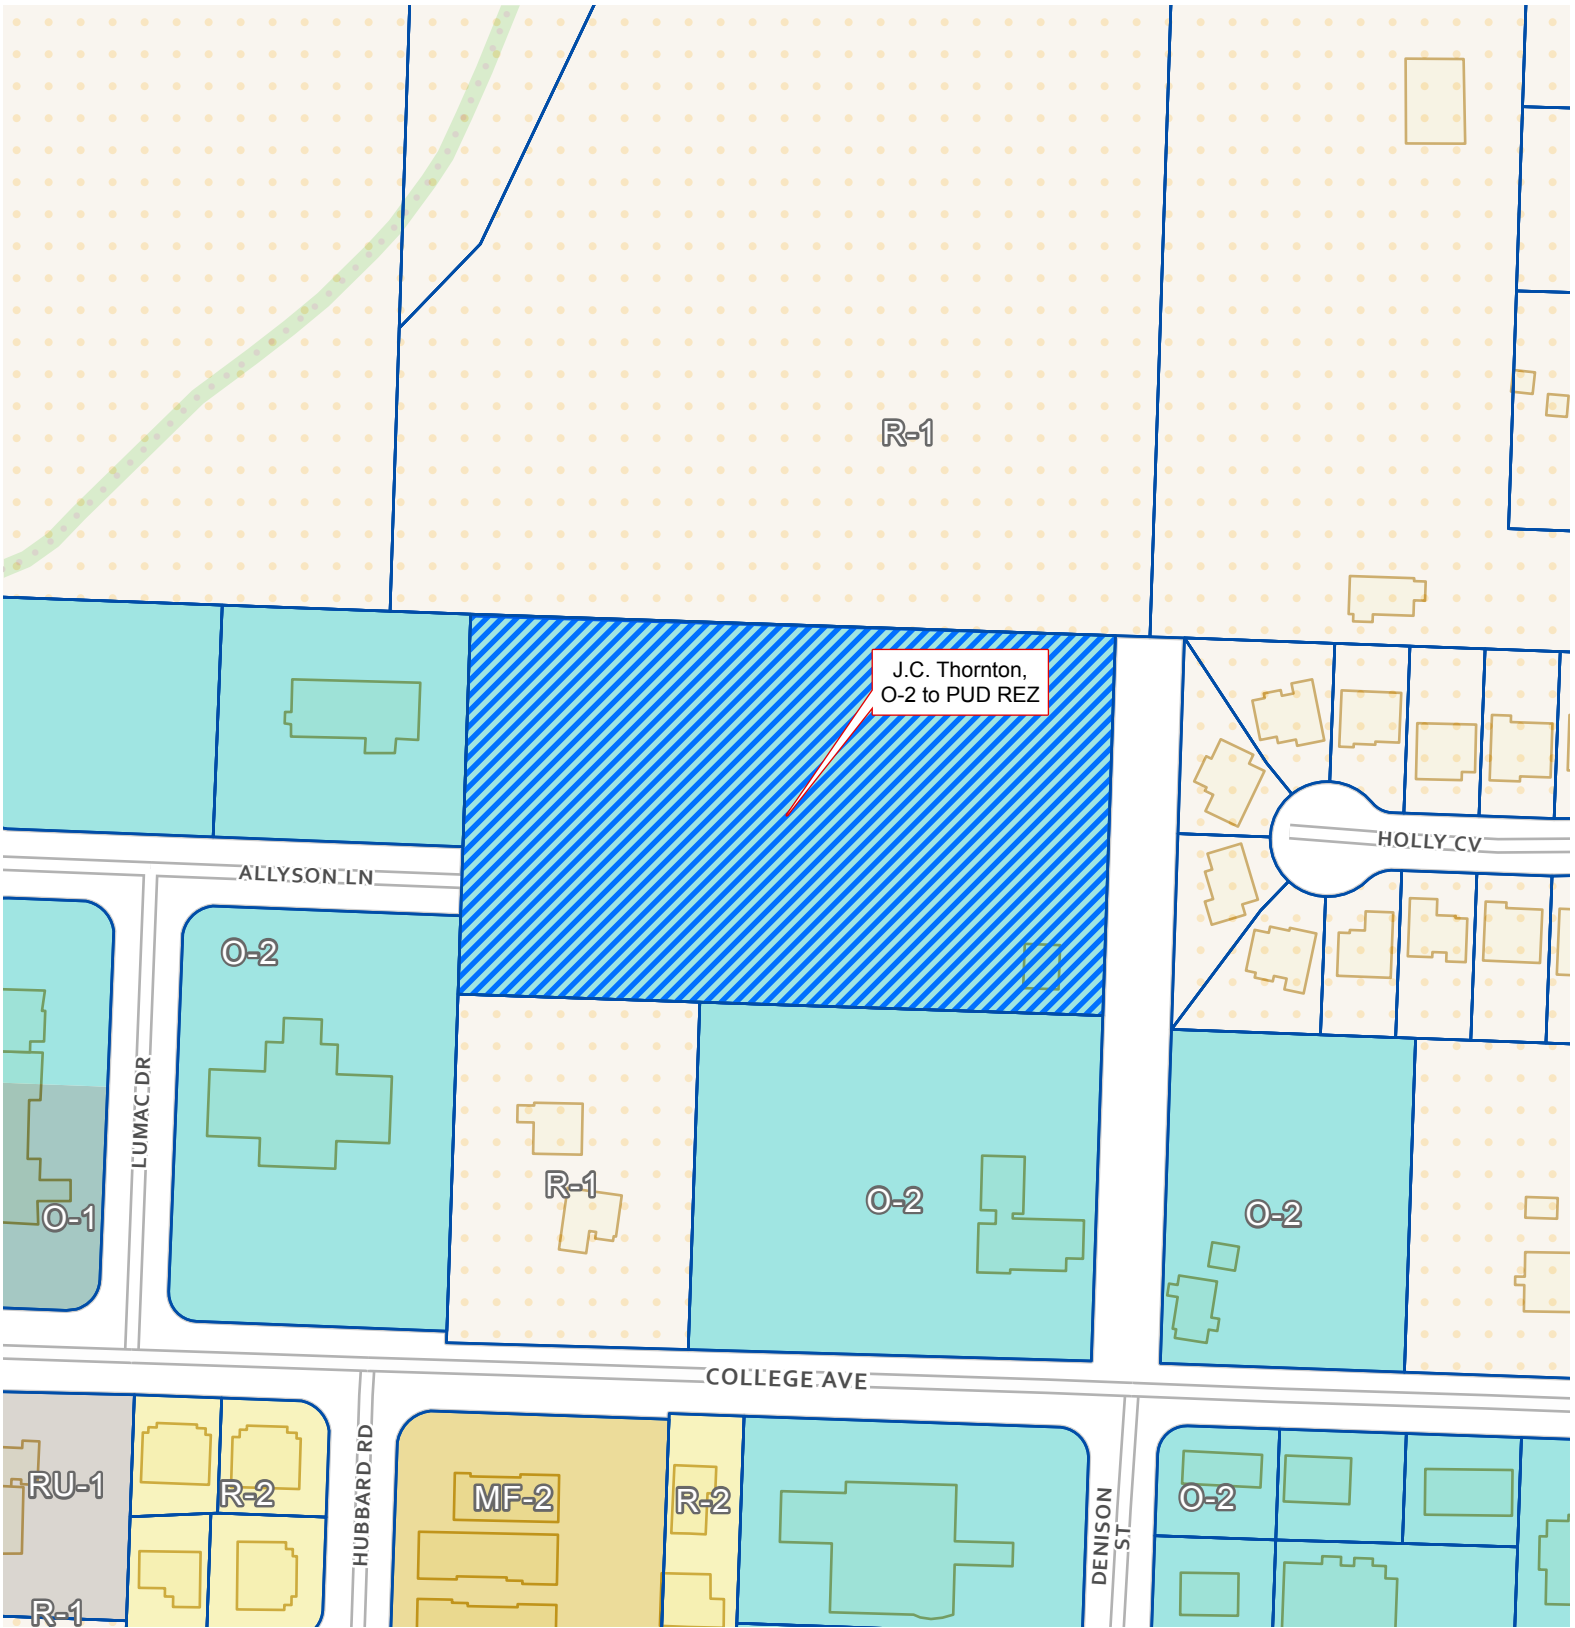 R-1
J.C. Thornton,
O-2 to PUD REZ
HOLLY CV
ALLYSON LN
O-2
LUMAC DR
O-1
R-1
O-2
O-2
COLLEGE AVE
HUBBARD RD
DENISON
ST
RU-1
R-2
MF-2
R-2
O-2
R-1